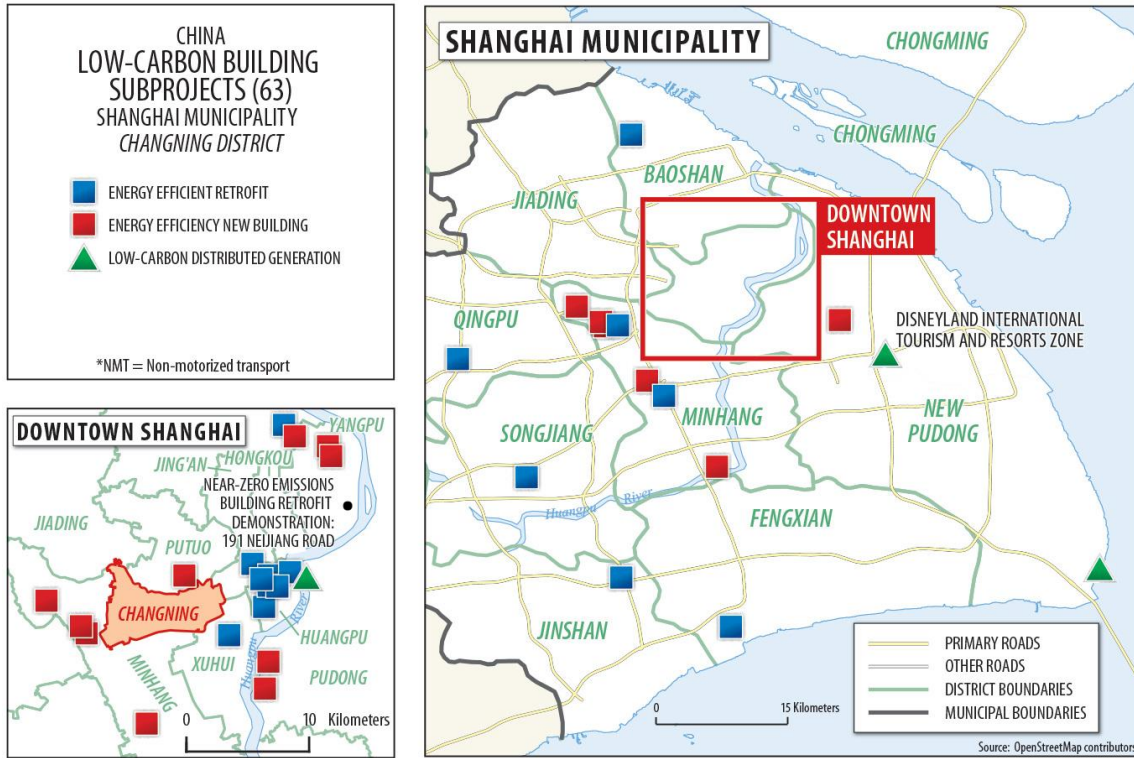 CHINA
LOW-CARBON BUILDING
SUBPROJECTS (63)
SHANGHAI MUNICIPALITY
CHANGNING DISTRICT
ENERGY EFFICIENT RETROFIT
ENERGY EFFICIENCY NEW BUILDING
LOW-CARBON DISTRIBUTED GENERATION
*NMT = Non-motorized transport
DOWNTOWN SHANGHAI
YANGPU
HONGKOU
JING'AN
NEAR-ZERO EMISSIONS
BUILDING RETROFIT
DEMONSTRATION:
191 NEIJIANG ROAD
JIADING
PUTUO
CHANGNING
River
HUANGPU
XUHUI
Huangpu
PUDONG
MINHANG
0 10 Kilometers
SHANGHAI MUNICIPALITY
CHONGMING
CHONGMING
BAOSHAN
JIADING
DOWNTOWN
SHANGHAI
QINGPU
DISNEYLAND INTERNATIONAL
TOURISM AND RESORTS ZONE
SONGJIANG
MINHANG
NEW
PUDONG
Huangpu River
FENGXIAN
JINSHAN
0 15 Kilometers
PRIMARY ROADS
OTHER ROADS
DISTRICT BOUNDARIES
MUNICIPAL BOUNDARIES
Source: OpenStreetMap contributors